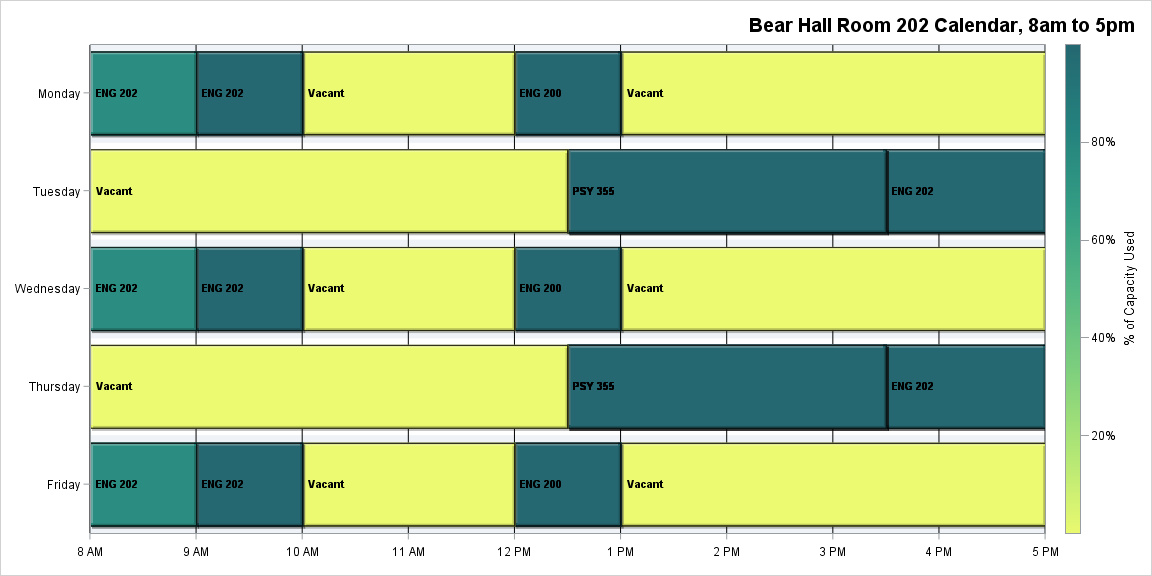 Bear Hall Room 202 Calendar, 8am to 5pm
Monday ENG 202 ENG 202 Vacant ENG 200 Vacant
80%
Tuesday Vacant PSY 355 ENG 202
60%
% of Capacity Used
Wednesday ENG 202 ENG 202 Vacant ENG 200 Vacant
40%
Thursday Vacant PSY 355 ENG 202
20%
Friday ENG 202 ENG 202 Vacant ENG 200 Vacant
8 AM 9 AM 10 AM 11 AM 12 PM 1 PM 2 PM 3 PM 4 PM 5 PM